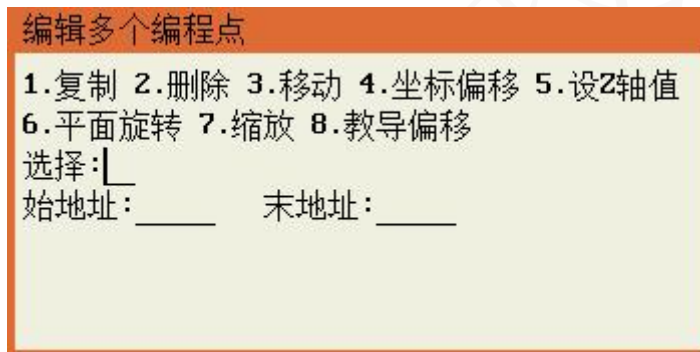 编辑多个编程点
1.复制 2.删除 3.移动 4.坐标偏移 5.设Z轴值
6.平面旋转 7.缩放 8.教导偏移
选择:
始地址:_____ 末地址:_____